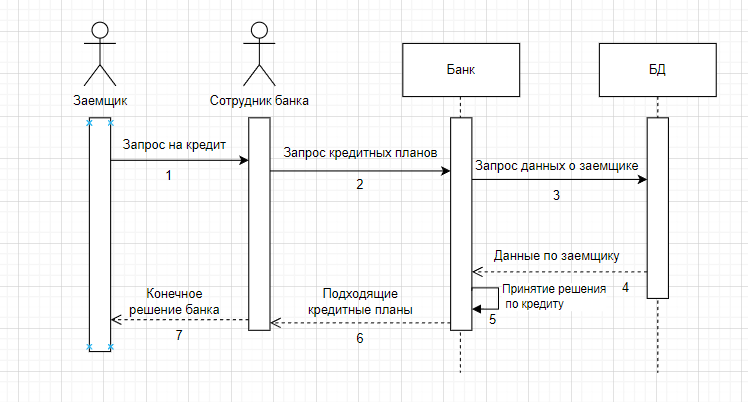 Заемщик
Сотрудник банка
Банк
БД
Запрос на кредит
1
Запрос кредитных планов
2
Запрос данных о заемщике
3
Данные по заемщику
4
Принятие решения
по кредиту
5
Подходящие
кредитные планы
6
Конечное
решение банка
7